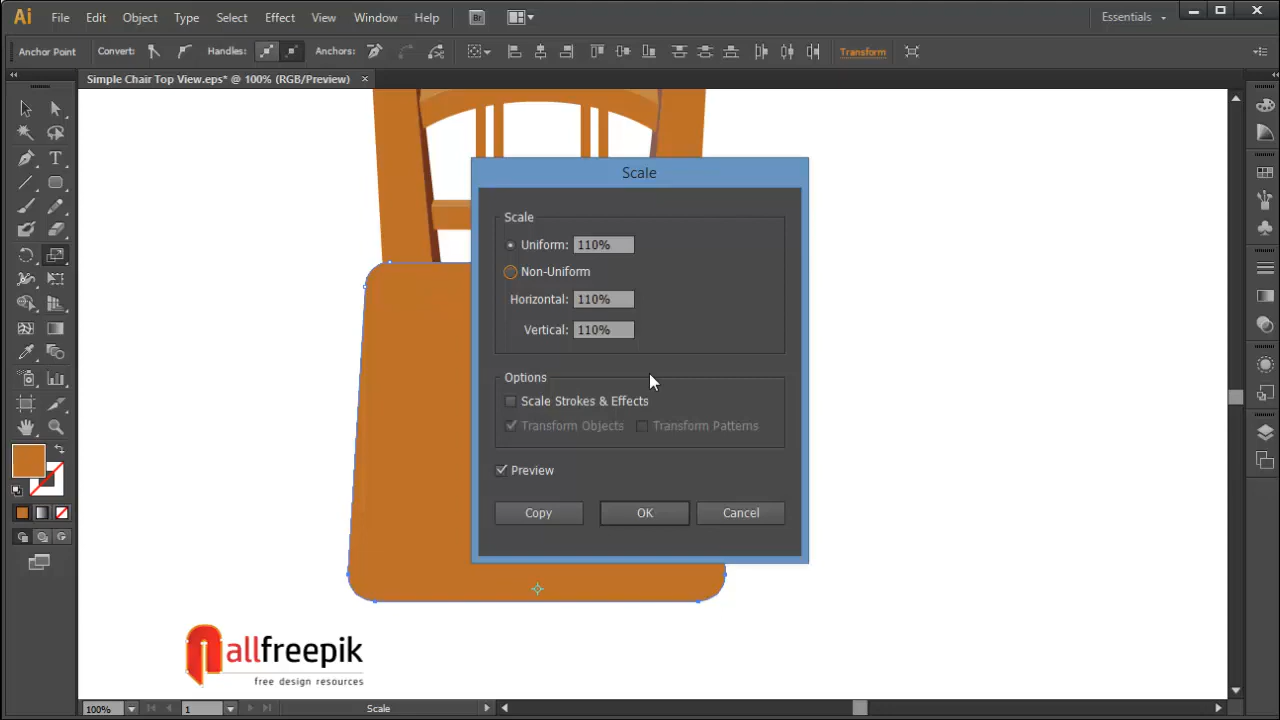 Ai File Edit Object Type Select Effect View Window Help Br Essentials
Anchor Point Convert: Handles: Anchors: Transform
Simple Chair Top View.eps* @ 100% (RGB/Preview)
Scale
Scale
Uniform: 110%
Non-Uniform
Horizontal: 110%
Vertical: 110%
Options
Scale Strokes & Effects
Transform Objects Transform Patterns
Preview
Copy OK Cancel
allfreepik
free design resources
100% 1 Scale